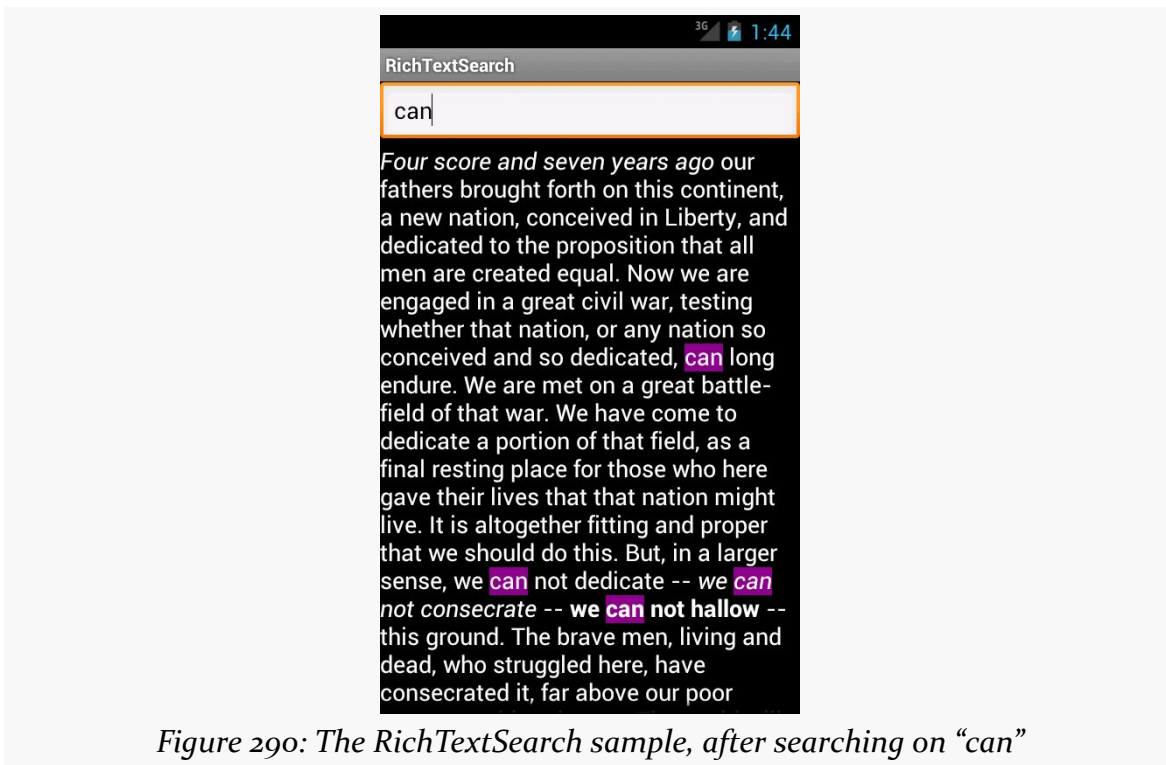 3G 1:44
RichTextSearch
can
Four score and seven years ago our
fathers brought forth on this continent,
a new nation, conceived in Liberty, and
dedicated to the proposition that all
men are created equal. Now we are
engaged in a great civil war, testing
whether that nation, or any nation so
conceived and so dedicated, can long
endure. We are met on a great battle-
field of that war. We have come to
dedicate a portion of that field, as a
final resting place for those who here
gave their lives that that nation might
live. It is altogether fitting and proper
that we should do this. But, in a larger
sense, we can not dedicate -- we can
not consecrate -- we can not hallow --
this ground. The brave men, living and
dead, who struggled here, have
consecrated it, far above our poor
Figure 290: The RichTextSearch sample, after searching on “can”